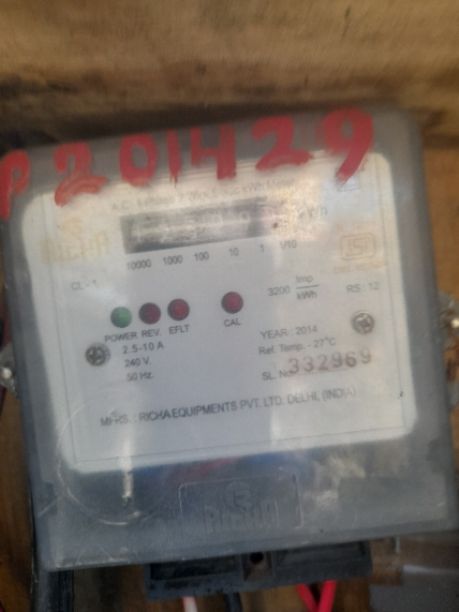 P201429
A.C.
kWh
10000 1000 100 10 1 1/10
CL - 1
3200 Imp/kWh
RS : 12
POWER REV. EFLT CAL
2.5-10 A
240 V.
50 Hz.
YEAR : 2014
Ref. Temp. - 27°C
SL. No. 332969
MFRS. : RICHA EQUIPMENTS PVT. LTD. DELHI, (INDIA)